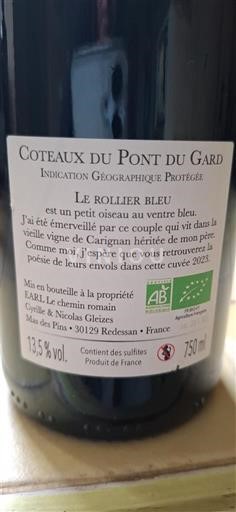 COTEAUX DU PONT DU GARD
INDICATION GÉOGRAPHIQUE PROTÉGÉE
LE ROLLIER BLEU
est un petit oiseau au ventre bleu.
J'ai été émerveillé par ce couple qui vit dans la
vieille vigne de Carignan héritée de mon père.
Comme moi, j'espère que vous retrouverez la
poésie de leurs envols dans cette cuvée 2023.
Mis en bouteille à la propriété
EARL Le chemin romain
Cyrille & Nicolas Gleizes
Mas des Pins • 30129 Redessan • France
AB
Agriculture Française
13,5 % vol.
Contient des sulfites
Produit de France
750 ml